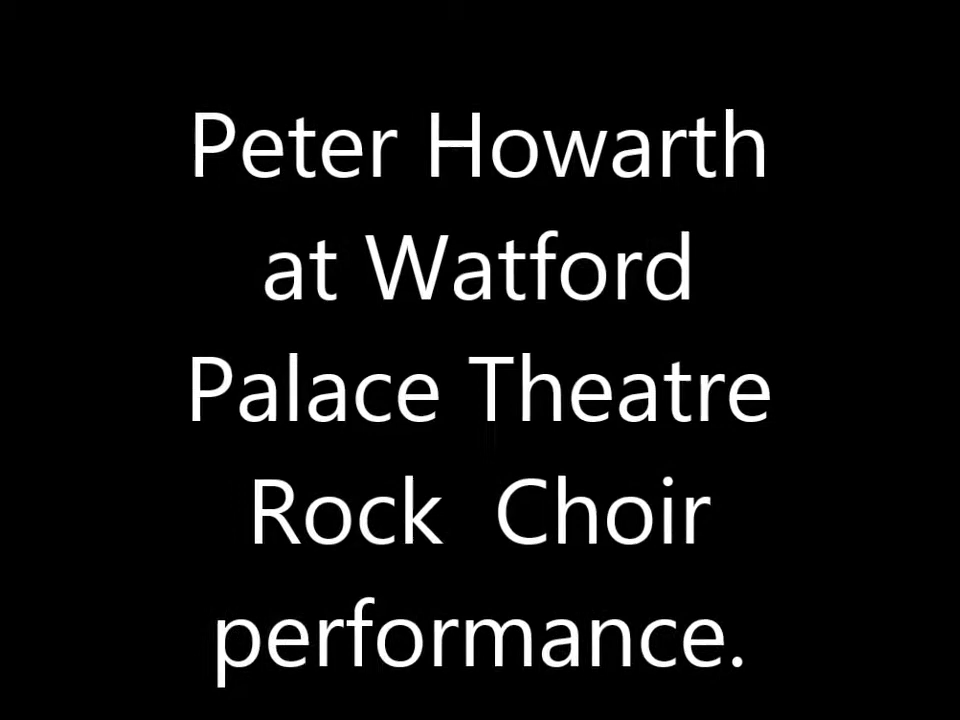 Peter Howarth
at Watford
Palace Theatre
Rock  Choir
performance.